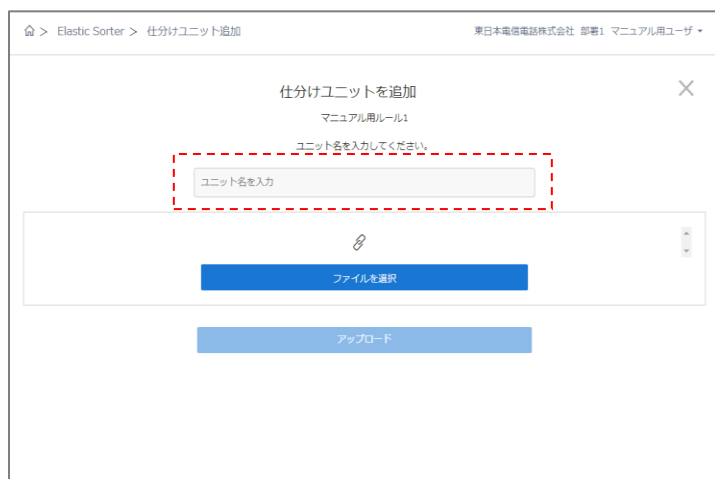 > Elastic Sorter > 仕分けユニット追加
東日本電信電話株式会社 部署1 マニュアル用ユーザ
仕分けユニットを追加
マニュアル用ルール1
ユニット名を入力してください。
ユニット名を入力
ファイルを選択
アップロード